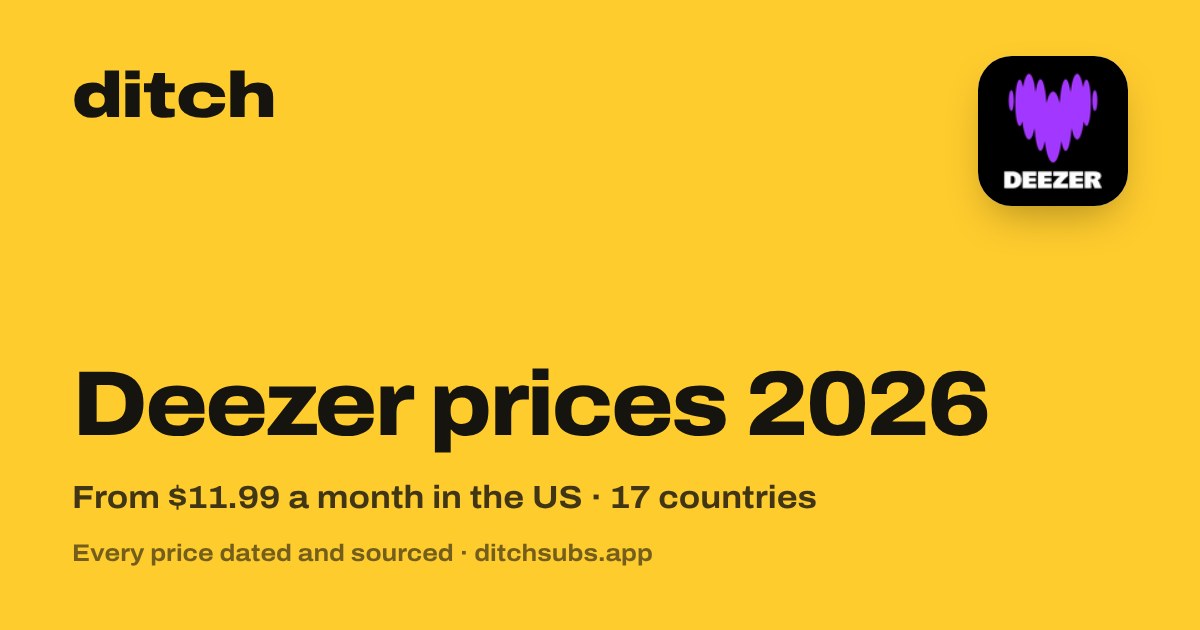 ditch
DEEZER
Deezer prices 2026
From $11.99 a month in the US · 17 countries
Every price dated and sourced · ditchsubs.app